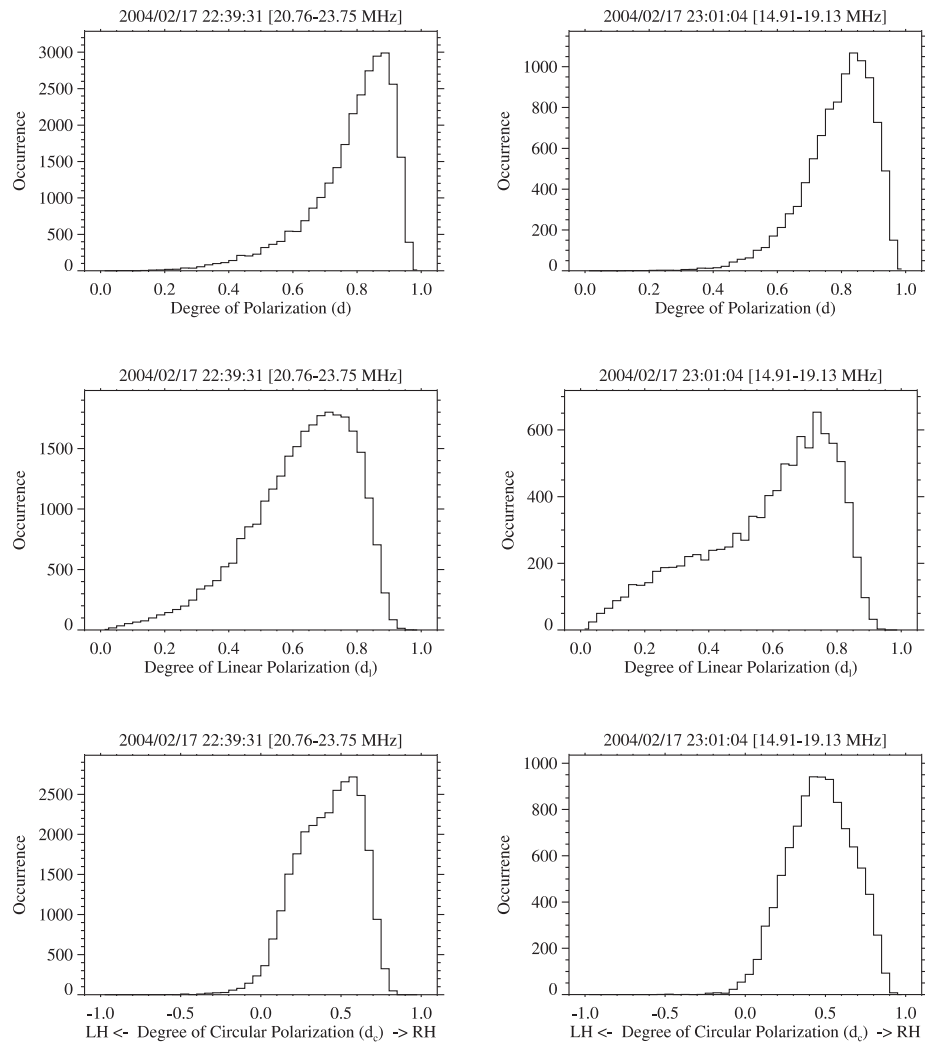 2004/02/17 22:39:31 [20.76-23.75 MHz]
3000
2500
2000
1500
1000
500
0
Occurrence
0.0 0.2 0.4 0.6 0.8 1.0
Degree of Polarization (d)
2004/02/17 23:01:04 [14.91-19.13 MHz]
1000
800
600
400
200
0
Occurrence
0.0 0.2 0.4 0.6 0.8 1.0
Degree of Polarization (d)
2004/02/17 22:39:31 [20.76-23.75 MHz]
1500
1000
500
0
Occurrence
0.0 0.2 0.4 0.6 0.8 1.0
Degree of Linear Polarization (dl)
2004/02/17 23:01:04 [14.91-19.13 MHz]
600
400
200
0
Occurrence
0.0 0.2 0.4 0.6 0.8 1.0
Degree of Linear Polarization (dl)
2004/02/17 22:39:31 [20.76-23.75 MHz]
2500
2000
1500
1000
500
0
Occurrence
-1.0 -0.5 0.0 0.5 1.0
LH <- Degree of Circular Polarization (dc) -> RH
2004/02/17 23:01:04 [14.91-19.13 MHz]
1000
800
600
400
200
0
Occurrence
-1.0 -0.5 0.0 0.5 1.0
LH <- Degree of Circular Polarization (dc) -> RH